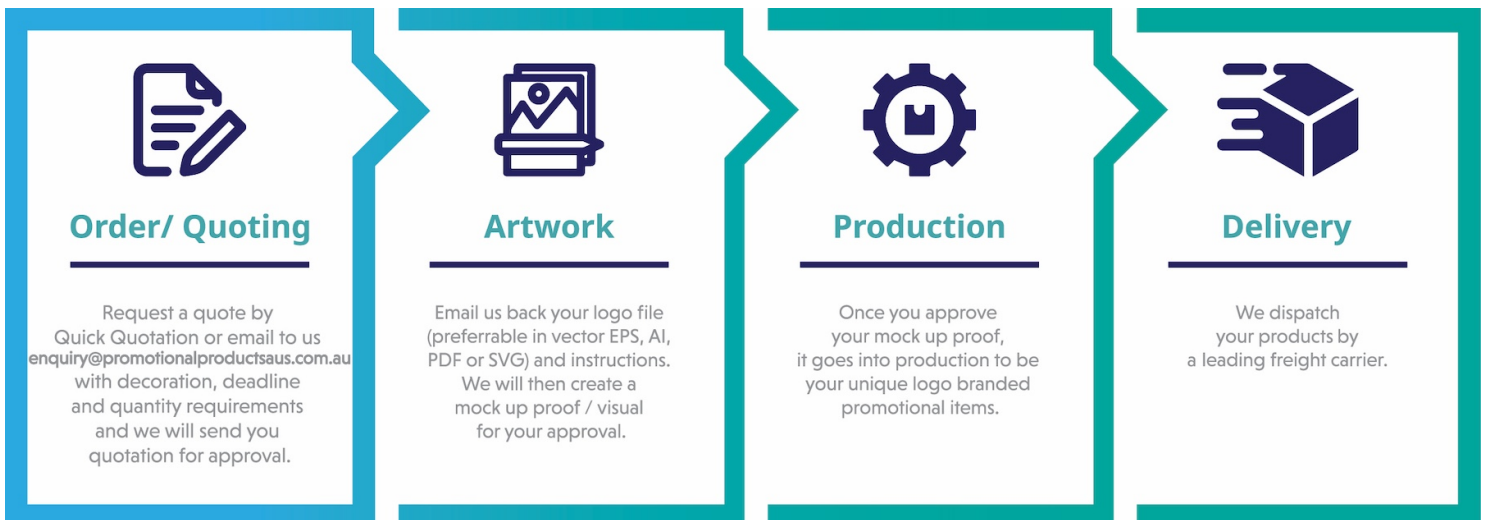 Order/ Quoting
Request a quote by
Quick Quotation or email to us
enquiry@promotionalproductsaus.com.au
with decoration, deadline
and quantity requirements
and we will send you
quotation for approval.
Artwork
Email us back your logo file
(preferrable in vector EPS, AI,
PDF or SVG) and instructions.
We will then create a
mock up proof / visual
for your approval.
Production
Once you approve
your mock up proof,
it goes into production to be
your unique logo branded
promotional items.
Delivery
We dispatch
your products by
a leading freight carrier.